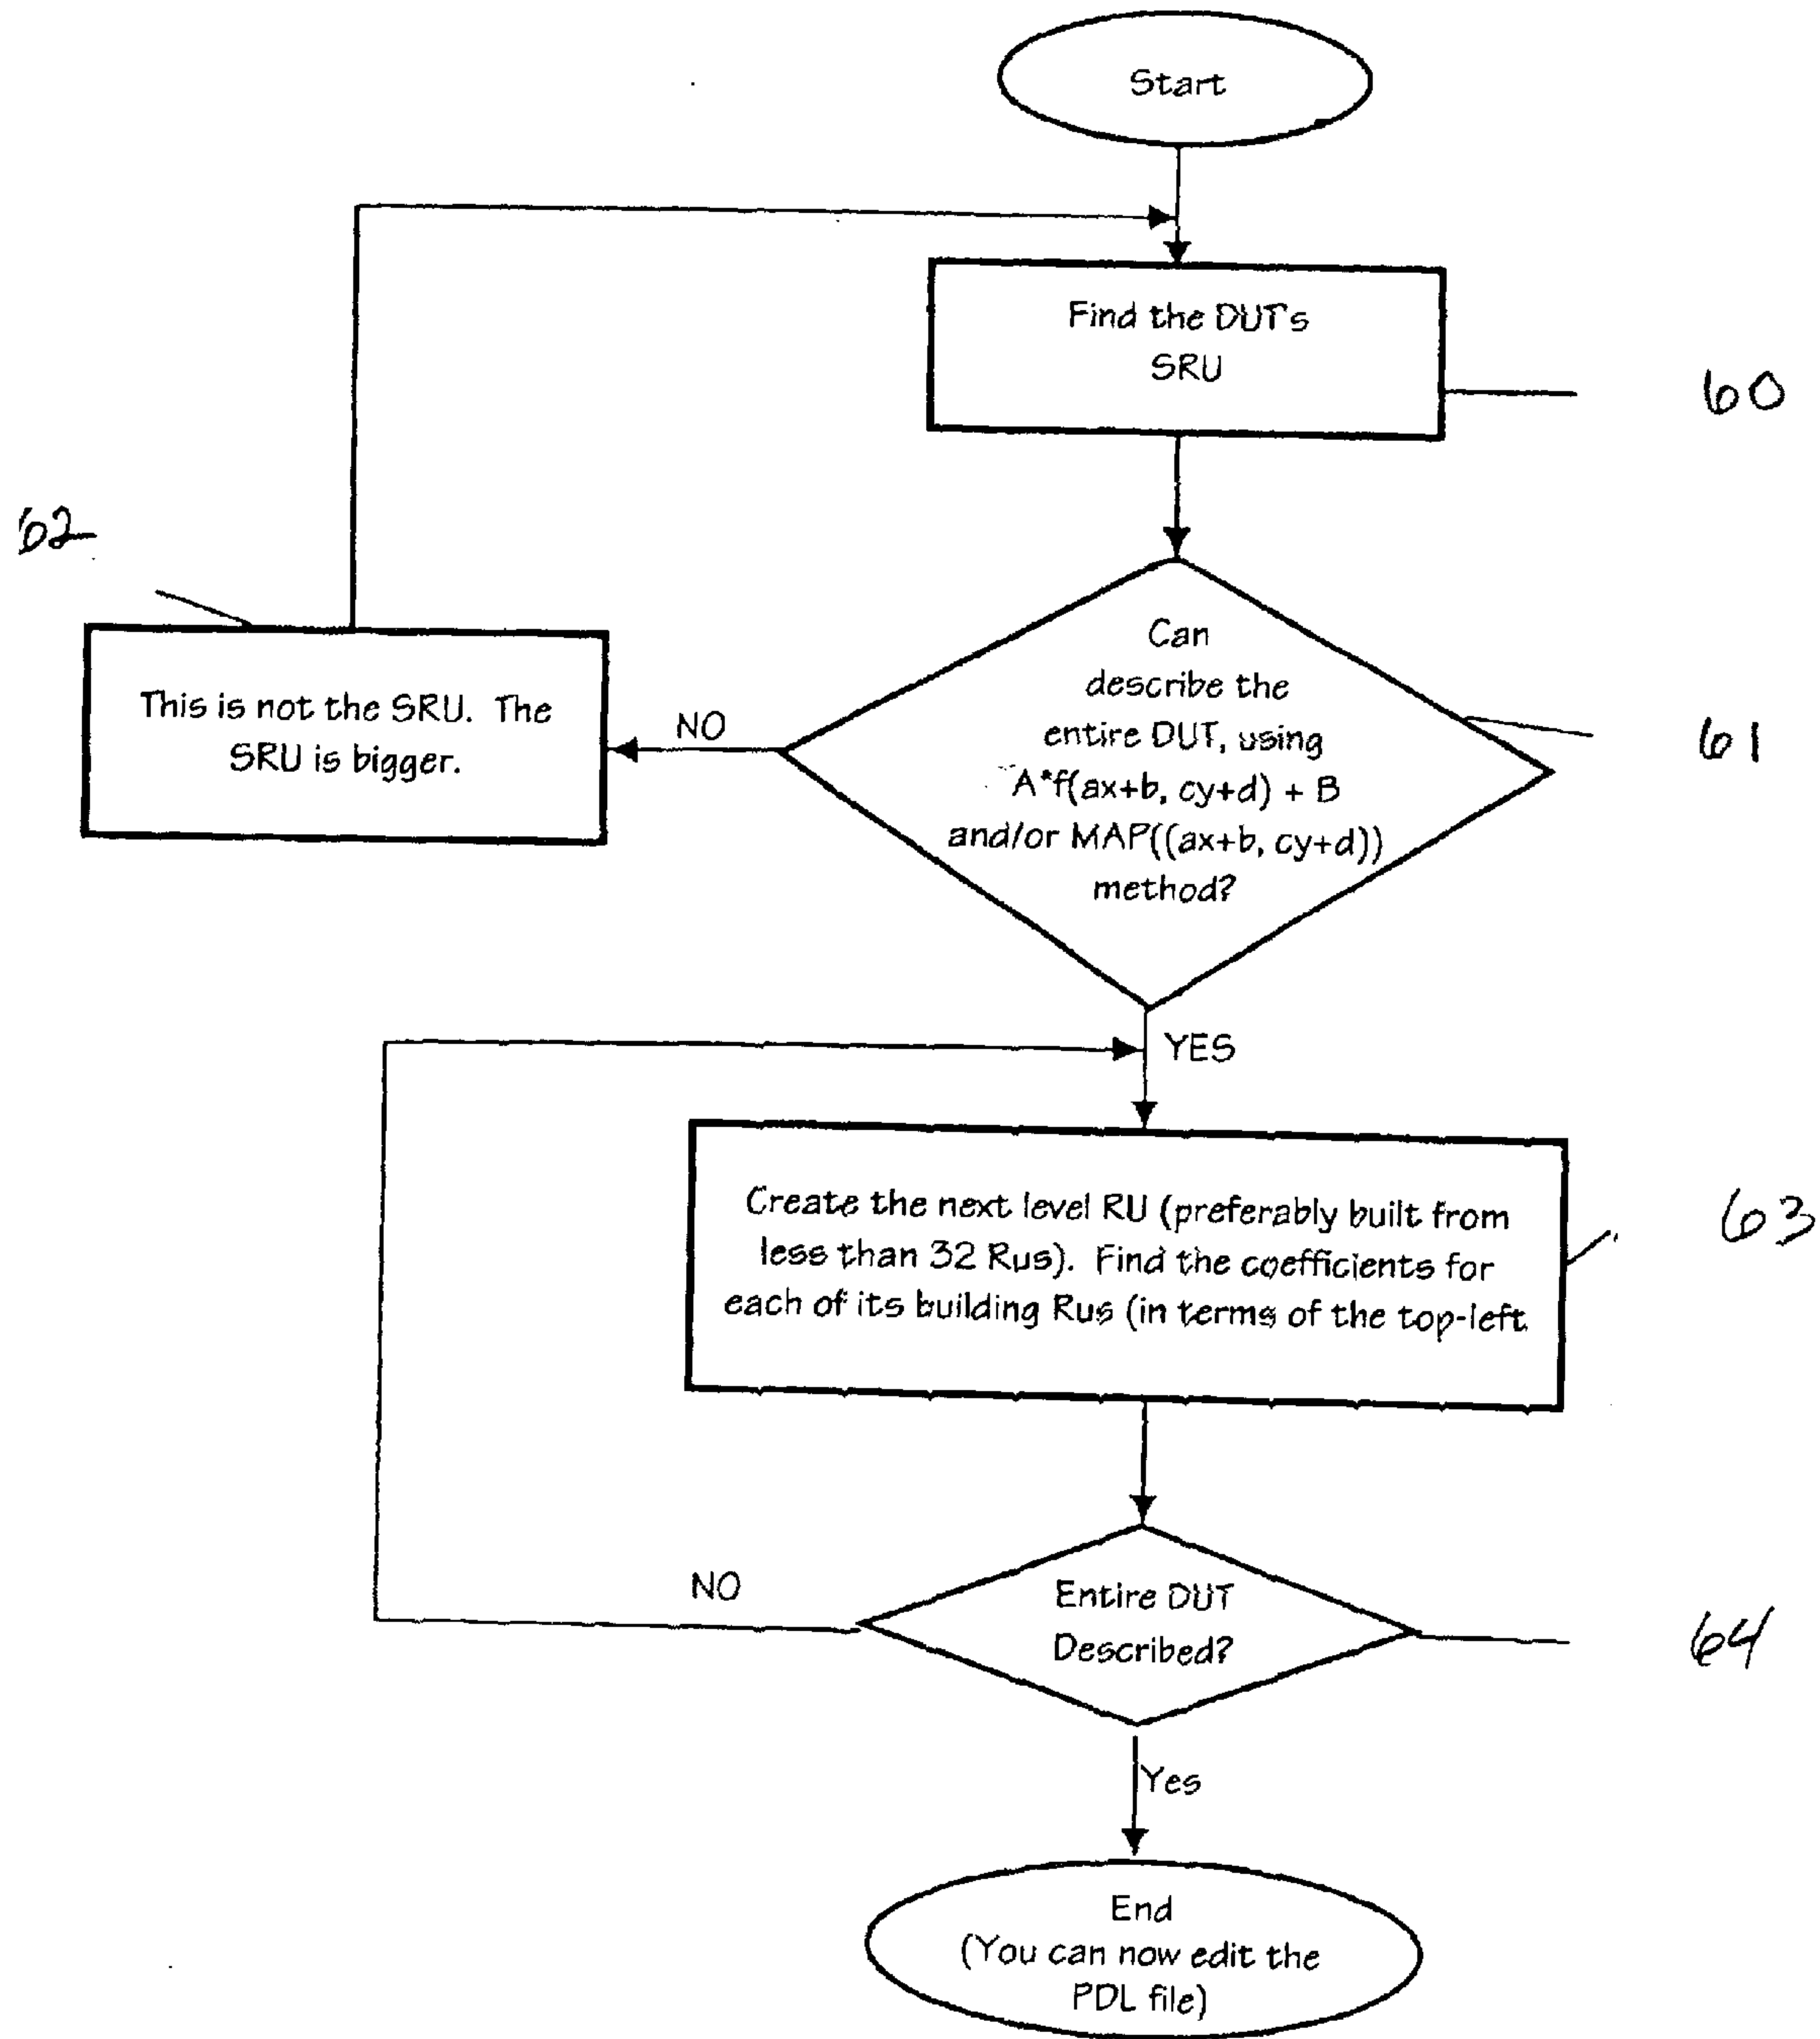 Start
Find the DUT's
SRU
60
62
Can
describe the
entire DUT, using
A*f(ax+b, cy+d) + B
and/or MAP((ax+b, cy+d))
method?
61
NO
This is not the SRU. The
SRU is bigger.
YES
Create the next level RU (preferably built from
less than 32 Rus). Find the coefficients for
each of its building Rus (in terms of the top-left
63
NO
Entire DUT
Described?
64
Yes
End
(You can now edit the
PDL file)